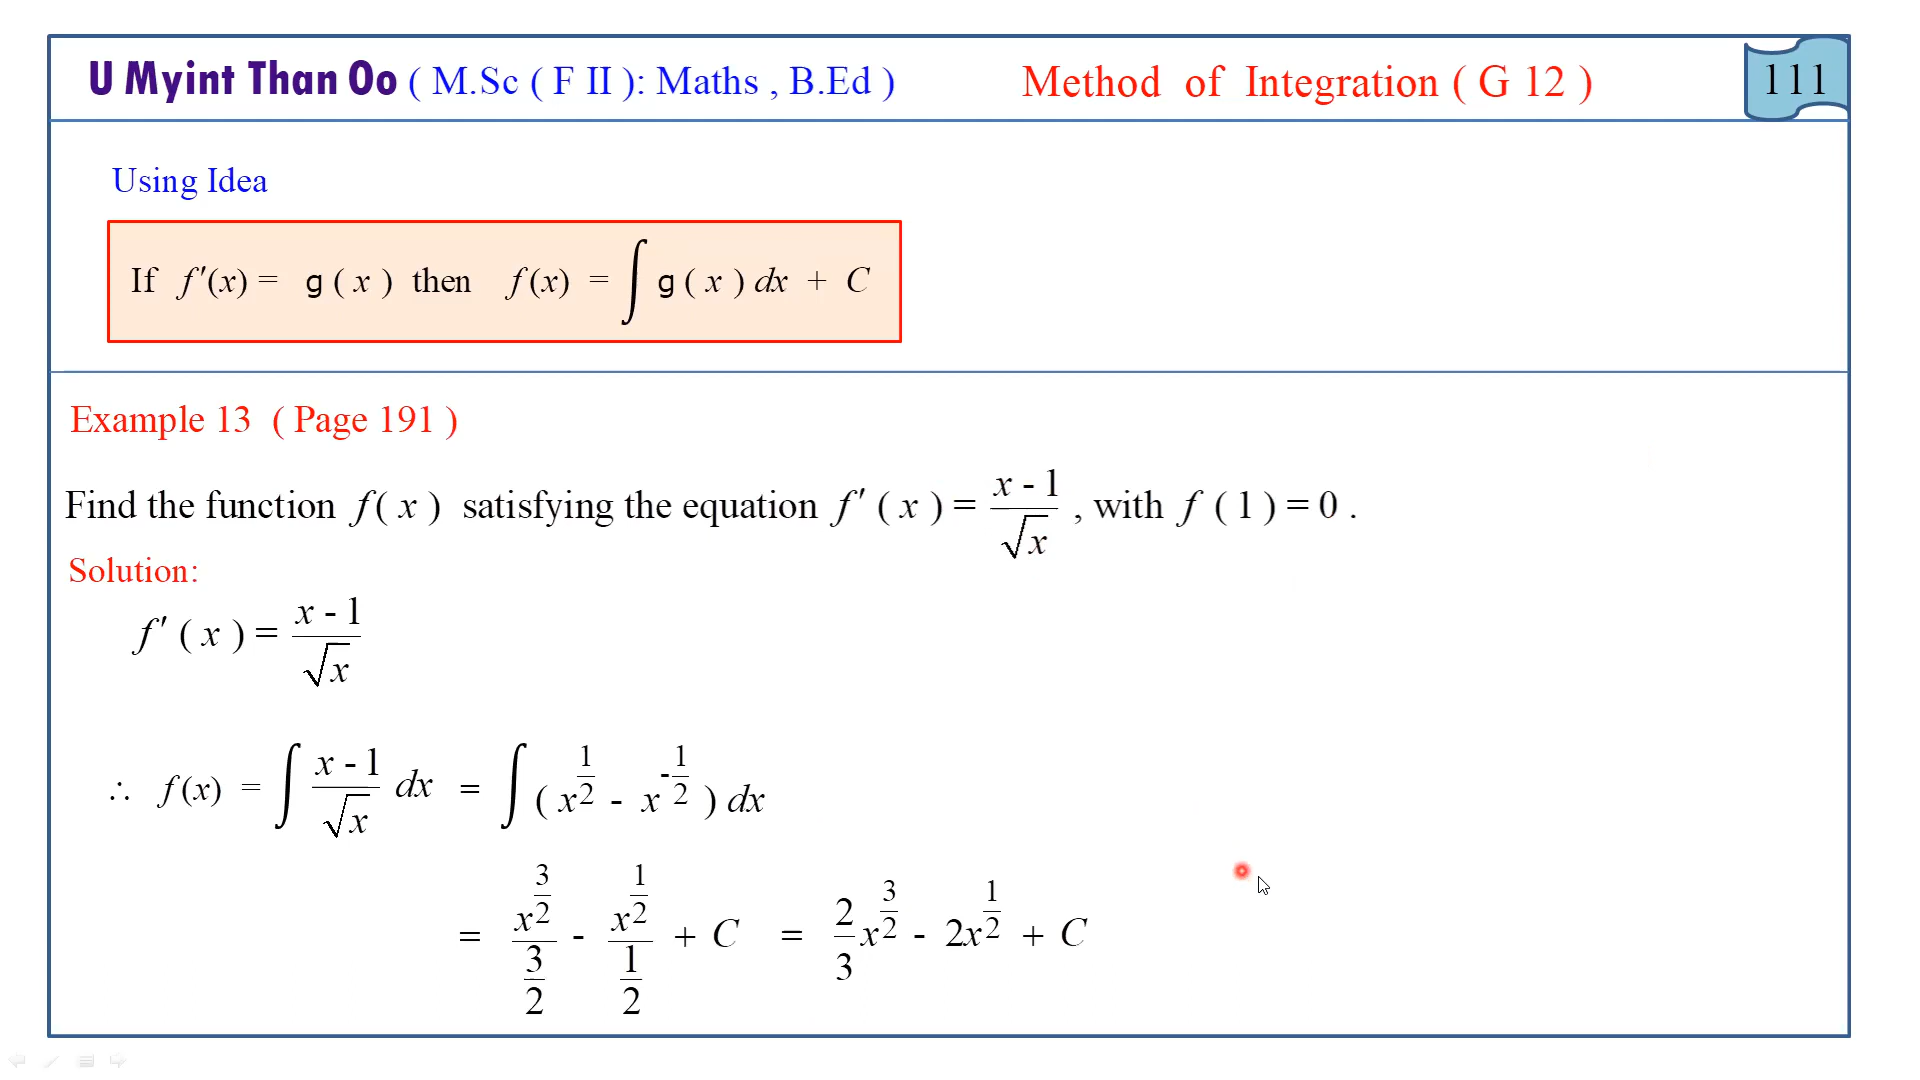 U Myint Than Oo ( M.Sc ( F II ): Maths , B.Ed ) Method of Integration ( G 12 ) 111
Using Idea
If f′(x) = g ( x ) then f(x) = ∫ g ( x ) dx + C
Example 13 ( Page 191 )
Find the function f( x ) satisfying the equation f′ ( x ) = (x - 1)/√x , with f ( 1 ) = 0 .
Solution:
f′ ( x ) = (x - 1)/√x
∴ f(x) = ∫ (x - 1)/√x dx = ∫ ( x^(1/2) - x^(-1/2) ) dx
= x^(3/2)/(3/2) - x^(1/2)/(1/2) + C = 2/3 x^(3/2) - 2x^(1/2) + C